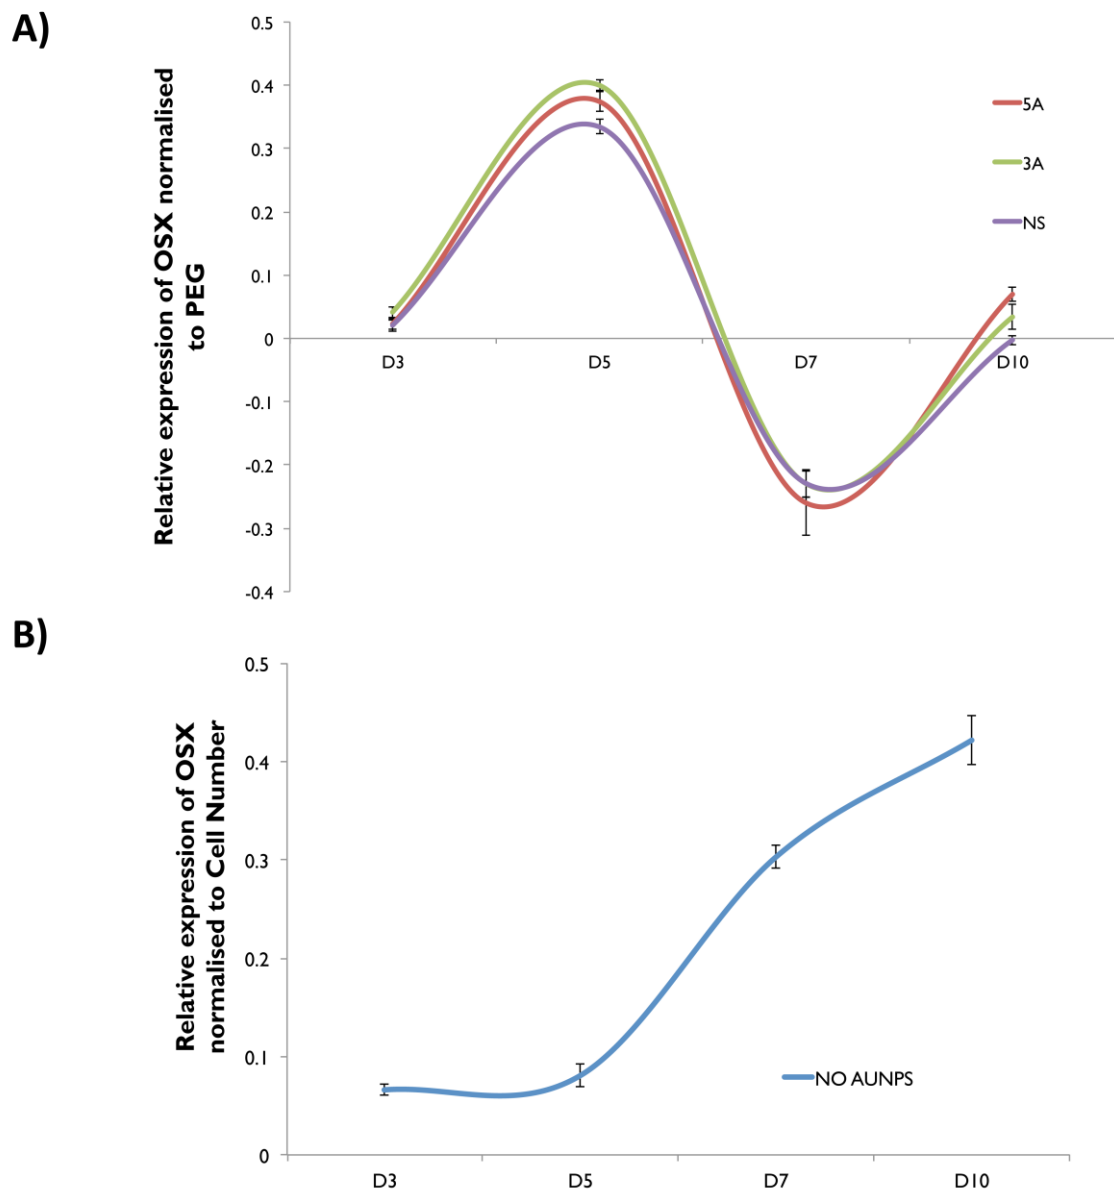 A)
Relative expression of OSX normalised
to PEG
0.5
0.4
0.3
0.2
0.1
0
-0.1
-0.2
-0.3
-0.4
D3
D5
D7
D10
5A
3A
NS
B)
Relative expression of OSX
normalised to Cell Number
0.5
0.4
0.3
0.2
0.1
0
D3
D5
D7
D10
NO AUNPS